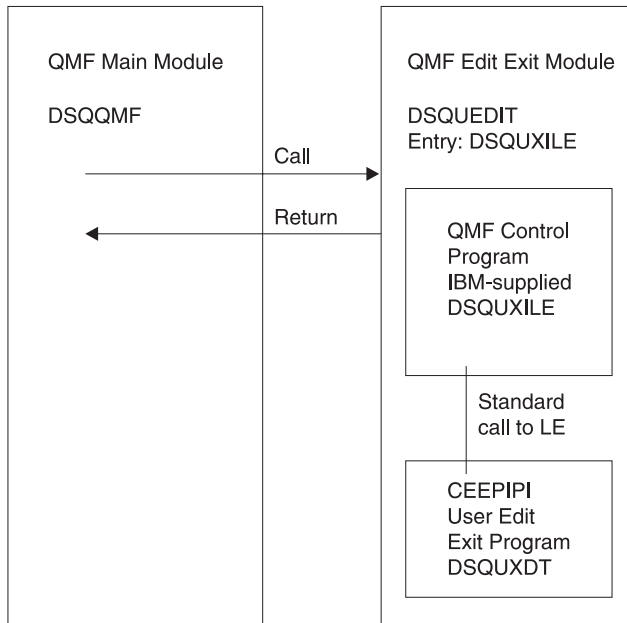 QMF Main Module
DSQQMF
Call
Return
QMF Edit Exit Module
DSQUEDIT
Entry: DSQUXILE
QMF Control
Program
IBM-supplied
DSQUXILE
Standard
call to LE
CEEPIPI
User Edit
Exit Program
DSQUXDT